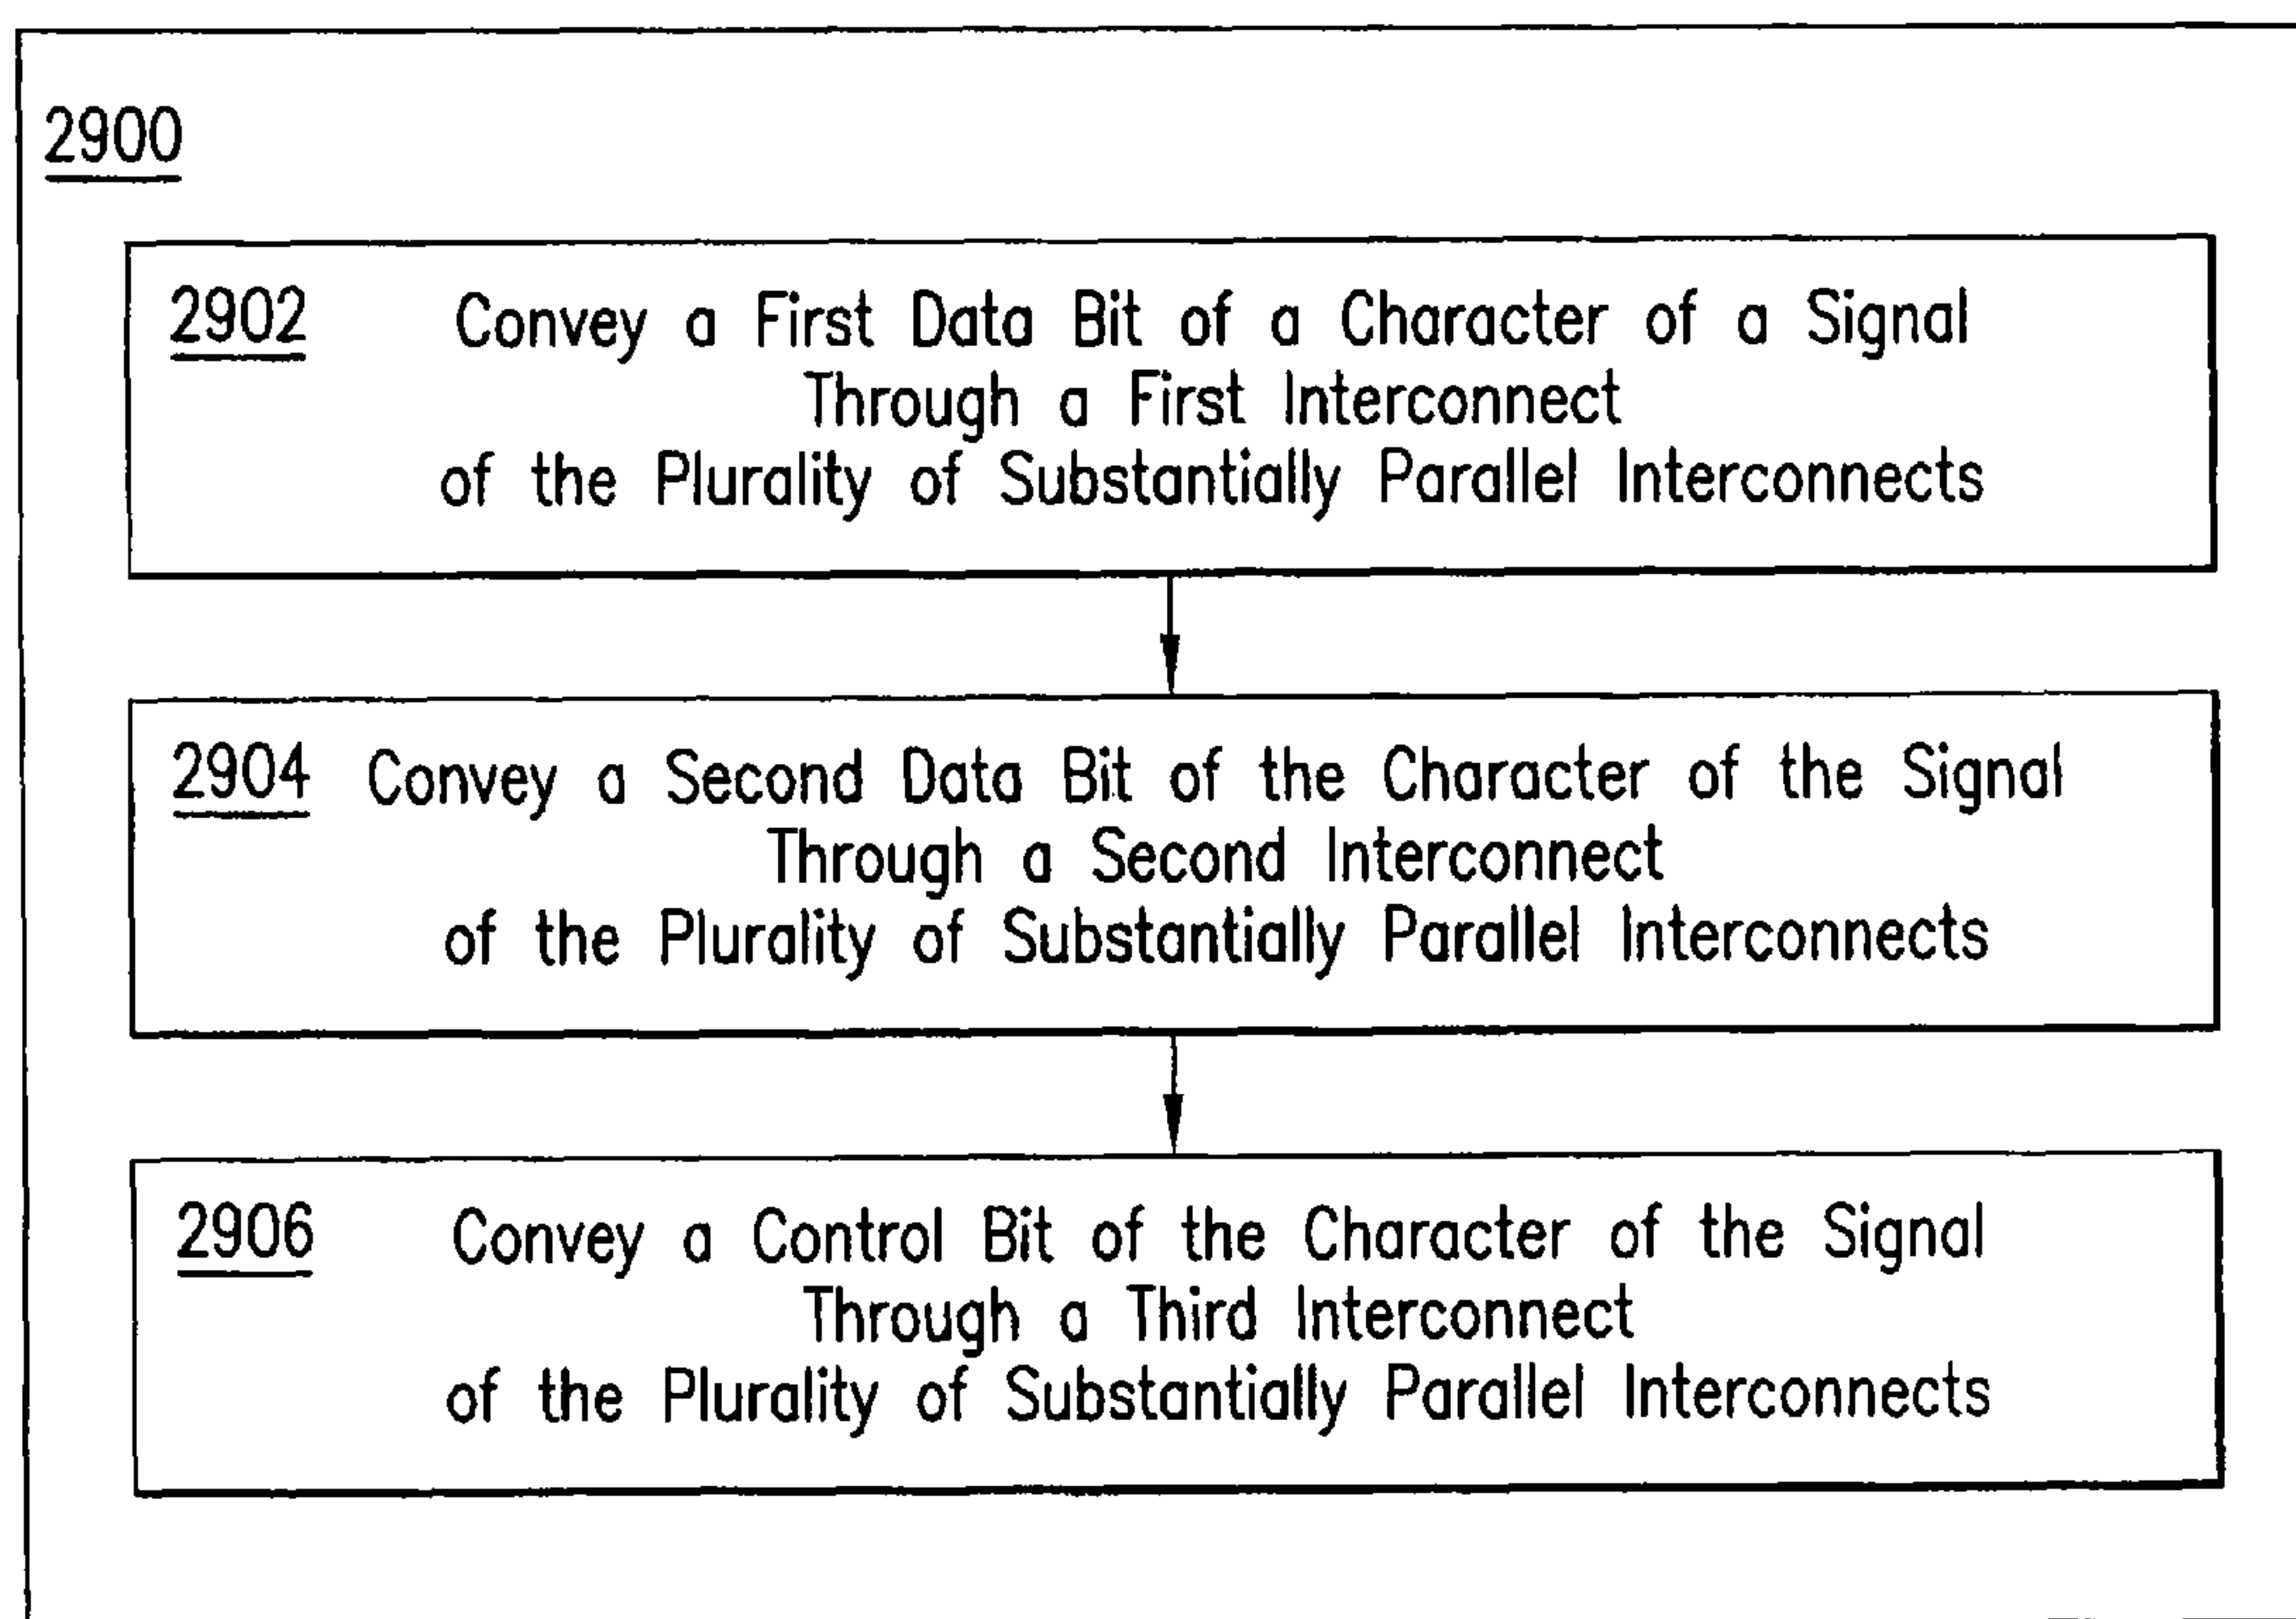 2900
2902 Convey a First Data Bit of a Character of a Signal
Through a First Interconnect
of the Plurality of Substantially Parallel Interconnects
2904 Convey a Second Data Bit of the Character of the Signal
Through a Second Interconnect
of the Plurality of Substantially Parallel Interconnects
2906 Convey a Control Bit of the Character of the Signal
Through a Third Interconnect
of the Plurality of Substantially Parallel Interconnects